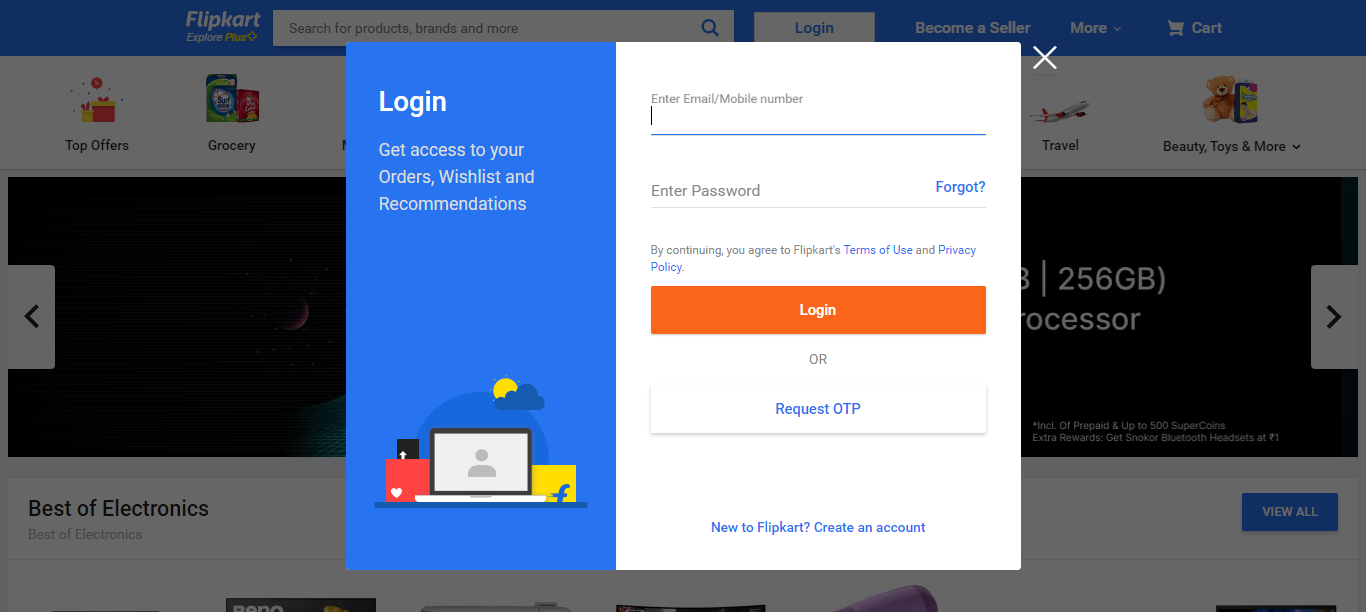 Flipkart
Explore Plus
Search for products, brands and more
Login
Become a Seller
More
Cart
Top Offers
Grocery
Travel
Beauty, Toys & More
Login
Get access to your
Orders, Wishlist and
Recommendations
Enter Email/Mobile number
Enter Password
Forgot?
By continuing, you agree to Flipkart's Terms of Use and Privacy
Policy.
Login
OR
Request OTP
New to Flipkart? Create an account
| 256GB)
*Incl. Of Prepaid & Up to 500 SuperCoins
Extra Rewards: Get Snokor Bluetooth Headsets at ₹1
Best of Electronics
Best of Electronics
VIEW ALL